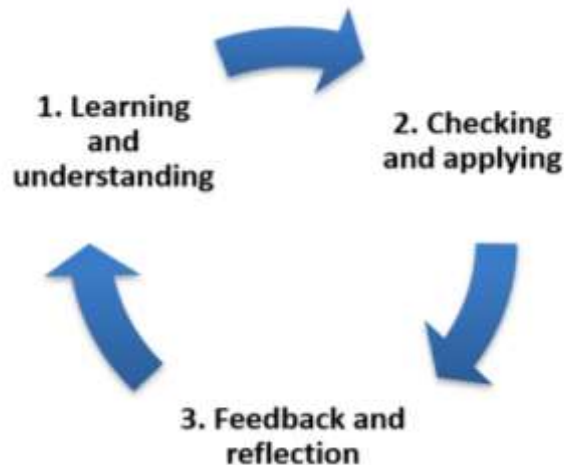 1. Learning
and
understanding
2. Checking
and applying
3. Feedback and
reflection